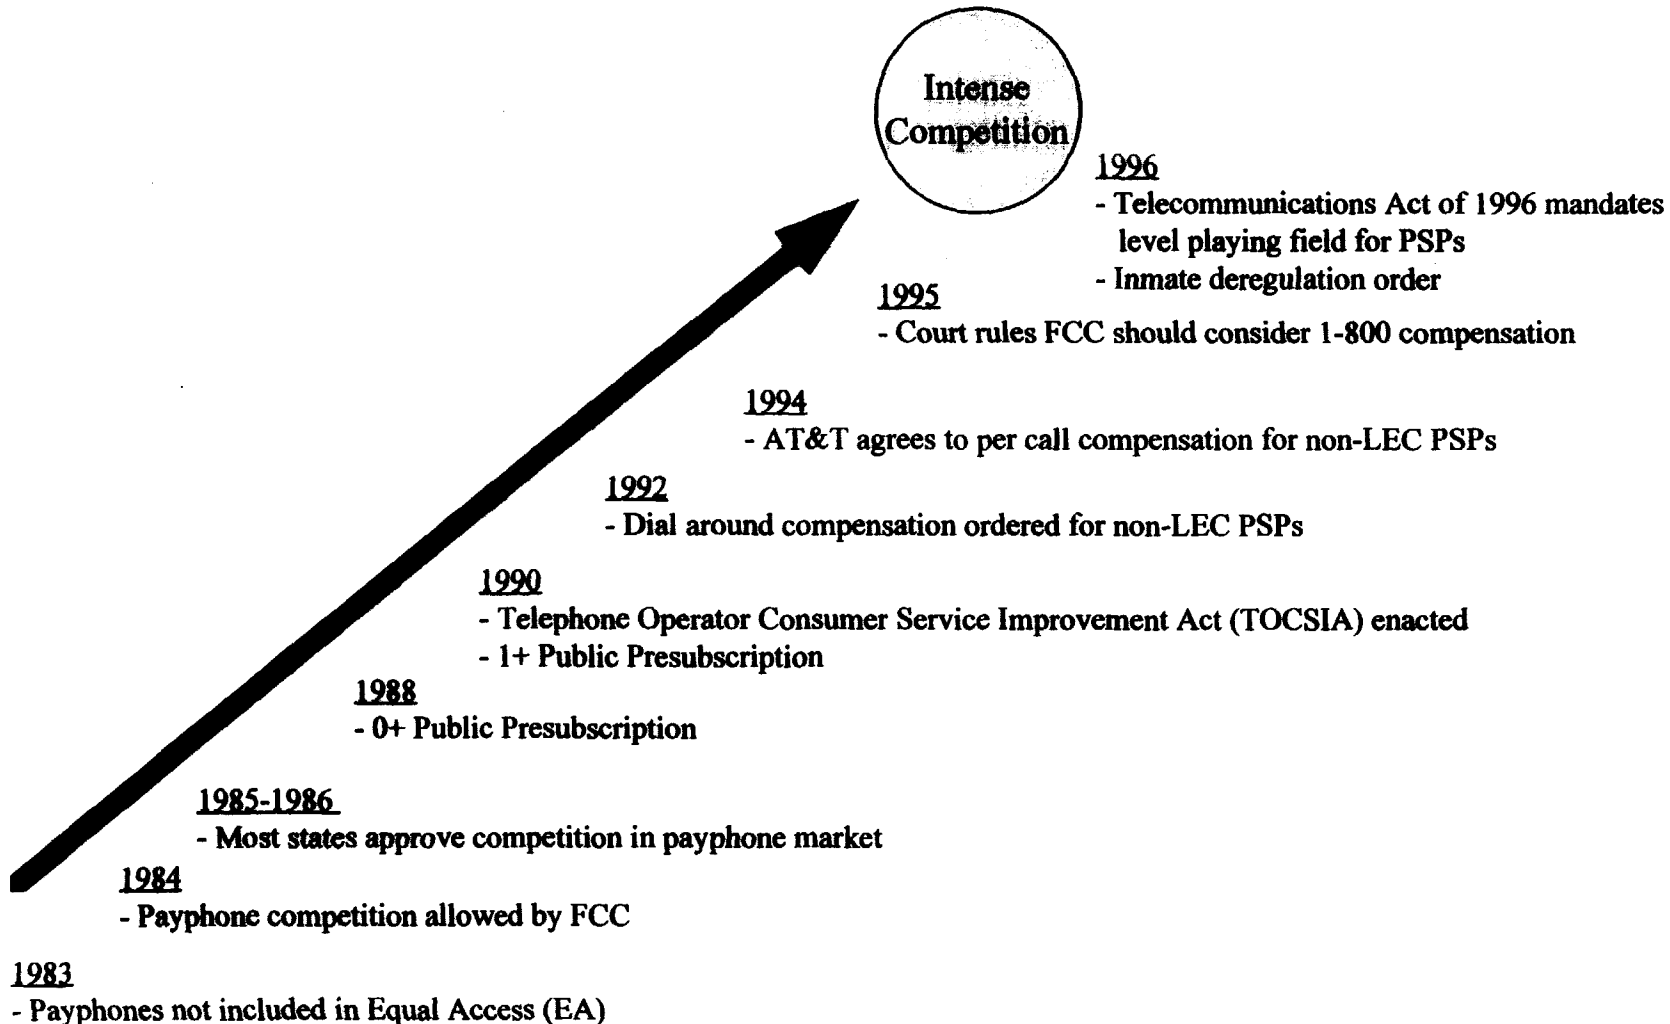 Intense
Competition
1996
- Telecommunications Act of 1996 mandates
level playing field for PSPs
- Inmate deregulation order
1995
- Court rules FCC should consider 1-800 compensation
1994
- AT&T agrees to per call compensation for non-LEC PSPs
1992
- Dial around compensation ordered for non-LEC PSPs
1990
- Telephone Operator Consumer Service Improvement Act (TOCSIA) enacted
- 1+ Public Presubscription
1988
- 0+ Public Presubscription
1985-1986
- Most states approve competition in payphone market
1984
- Payphone competition allowed by FCC
1983
- Payphones not included in Equal Access (EA)